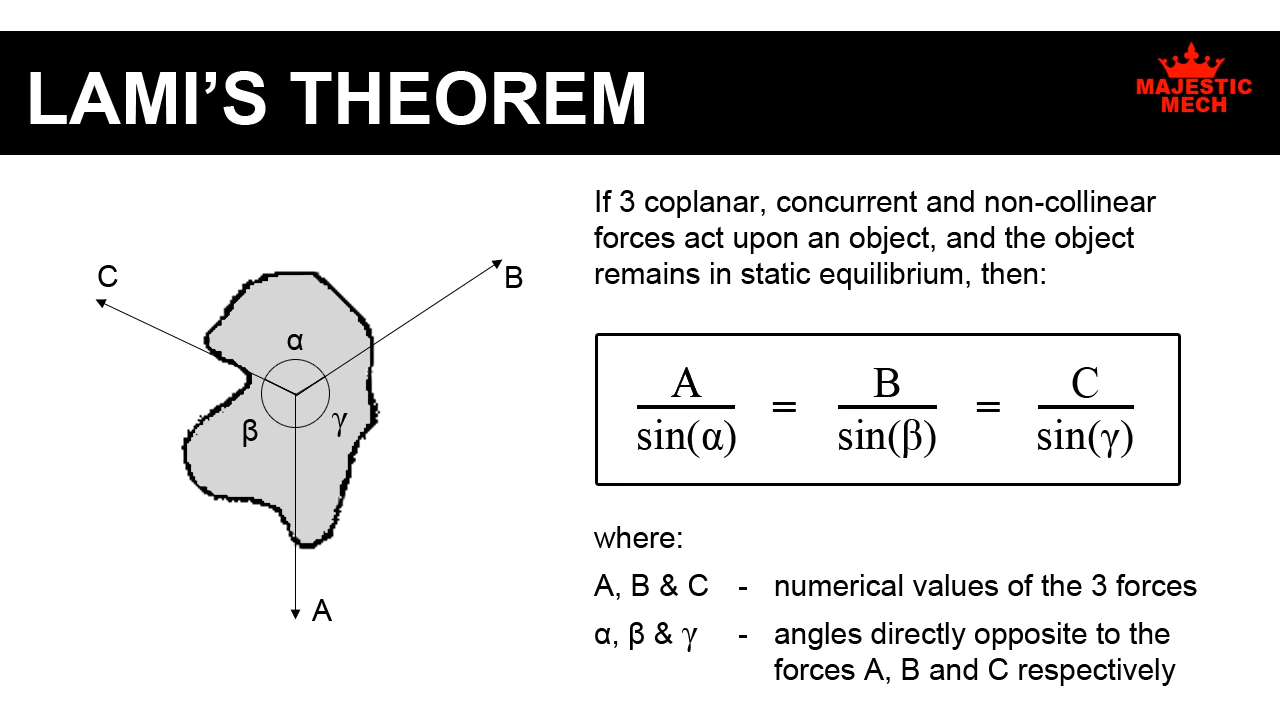 LAMI’S THEOREM
MAJESTIC
MECH
C
B
α
β
γ
A
If 3 coplanar, concurrent and non-collinear
forces act upon an object, and the object
remains in static equilibrium, then:
A / sin(α) = B / sin(β) = C / sin(γ)
where:
A, B & C - numerical values of the 3 forces
α, β & γ - angles directly opposite to the
forces A, B and C respectively